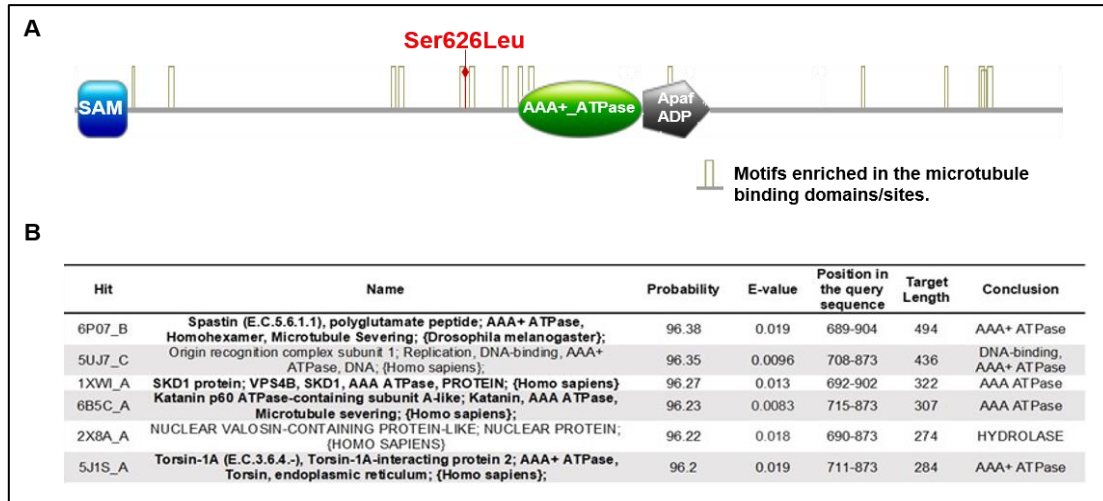 A
Ser626Leu
SAM
AAA+_ATPase
Apaf
ADP
Motifs enriched in the microtubule
binding domains/sites.
B
Hit Name Probability E-value Position in the query sequence Target Length Conclusion
6P07_B Spastin (E.C.5.6.1.1), polyglutamate peptide; AAA+ ATPase, Homohexamer, Microtubule Severing; {Drosophila melanogaster}; 96.38 0.019 689-904 494 AAA+ ATPase
5UJ7_C Origin recognition complex subunit 1; Replication, DNA-binding, AAA+ ATPase, DNA; {Homo sapiens}; 96.35 0.0096 708-873 436 DNA-binding, AAA+ ATPase
1XWI_A SKD1 protein; VPS4B, SKD1, AAA ATPase, PROTEIN; {Homo sapiens} 96.27 0.013 692-902 322 AAA ATPase
6B5C_A Katanin p60 ATPase-containing subunit A-like; Katanin, AAA ATPase, Microtubule severing; {Homo sapiens}; 96.23 0.0083 715-873 307 AAA ATPase
2X8A_A NUCLEAR VALOSIN-CONTAINING PROTEIN-LIKE; NUCLEAR PROTEIN; {HOMO SAPIENS} 96.22 0.018 690-873 274 HYDROLASE
5J1S_A Torsin-1A (E.C.3.6.4.-), Torsin-1A-interacting protein 2; AAA+ ATPase, Torsin, endoplasmic reticulum; {Homo sapiens}; 96.2 0.019 711-873 284 AAA+ ATPase